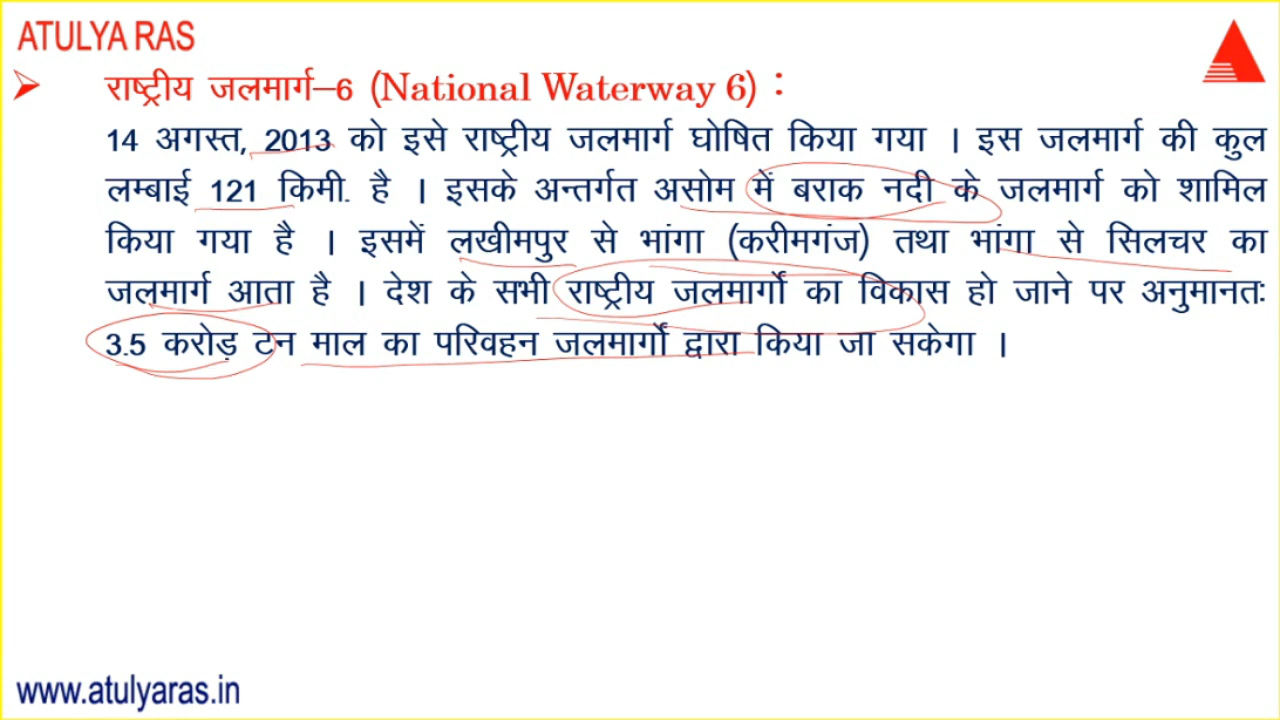 ATULYA RAS
राष्ट्रीय जलमार्ग–6 (National Waterway 6) :
14 अगस्त, 2013 को इसे राष्ट्रीय जलमार्ग घोषित किया गया । इस जलमार्ग की कुल
लम्बाई 121 किमी. है । इसके अन्तर्गत असोम में बराक नदी के जलमार्ग को शामिल
किया गया है । इसमें लखीमपुर से भांगा (करीमगंज) तथा भांगा से सिलचर का
जलमार्ग आता है । देश के सभी राष्ट्रीय जलमार्गों का विकास हो जाने पर अनुमानतः
3.5 करोड़ टन माल का परिवहन जलमार्गों द्वारा किया जा सकेगा ।
www.atulyaras.in